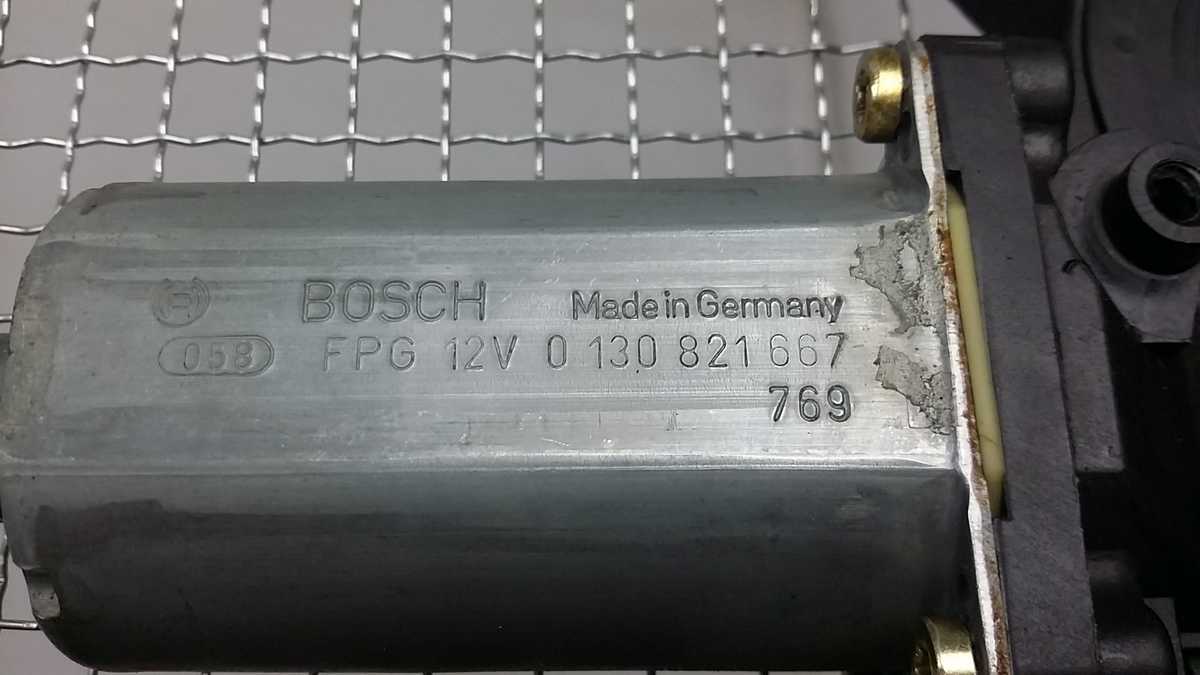 BOSCH Made in Germany
058 FPG 12V 0 130 821 667
769